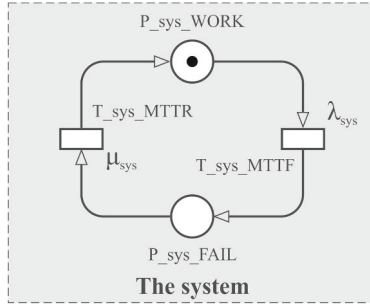 P_sys_WORK
T_sys_MTTR
λsys
μsys
T_sys_MTTF
P_sys_FAIL
The system